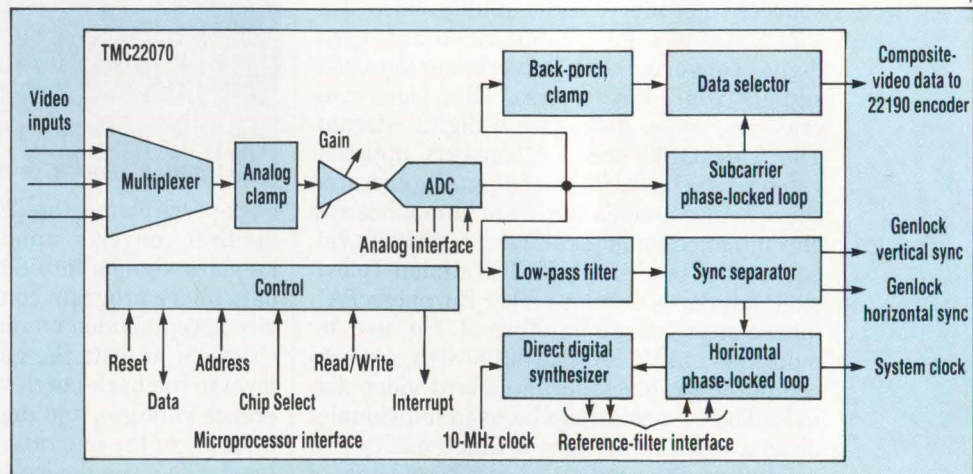 TMC22070
Video
inputs
Multiplexer
Analog
clamp
Gain
ADC
Analog interface
Back-porch
clamp
Data selector
Composite-
video data to
22190 encoder
Subcarrier
phase-locked loop
Low-pass filter
Sync separator
Genlock
vertical sync
Genlock
horizontal sync
Control
Reset
Data
Address
Chip Select
Read/Write
Interrupt
Microprocessor interface
Direct digital
synthesizer
Horizontal
phase-locked loop
System clock
10-MHz clock
Reference-filter interface